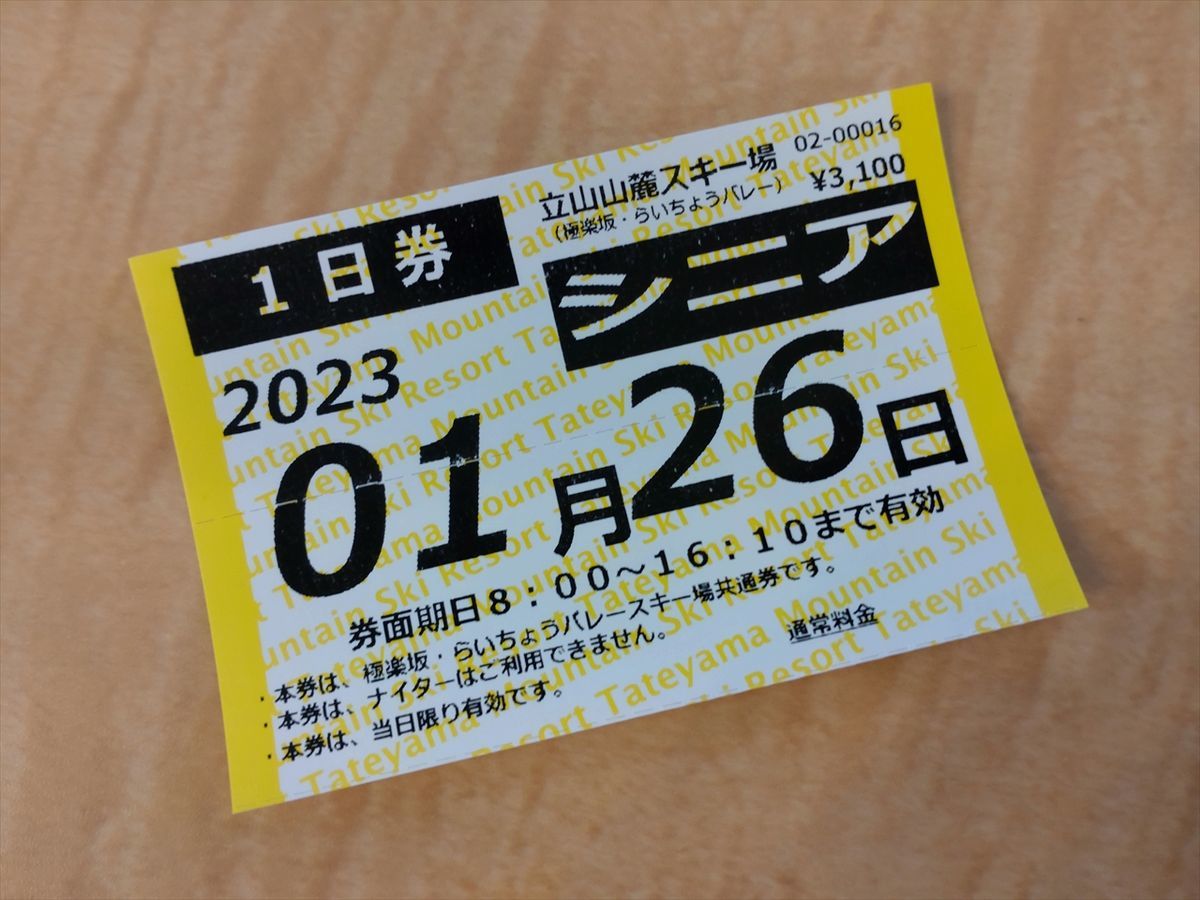 立山山麓スキー場 02-00016
(極楽坂・らいちょうバレー) ¥3,100
1日券
シニア
2023
01月26日
券面期日8:00～16:10まで有効
・本券は、極楽坂・らいちょうバレースキー場共通券です。
・本券は、ナイターはご利用できません。
通常料金
・本券は、当日限り有効です。
Tateyama Mountain Ski Resort